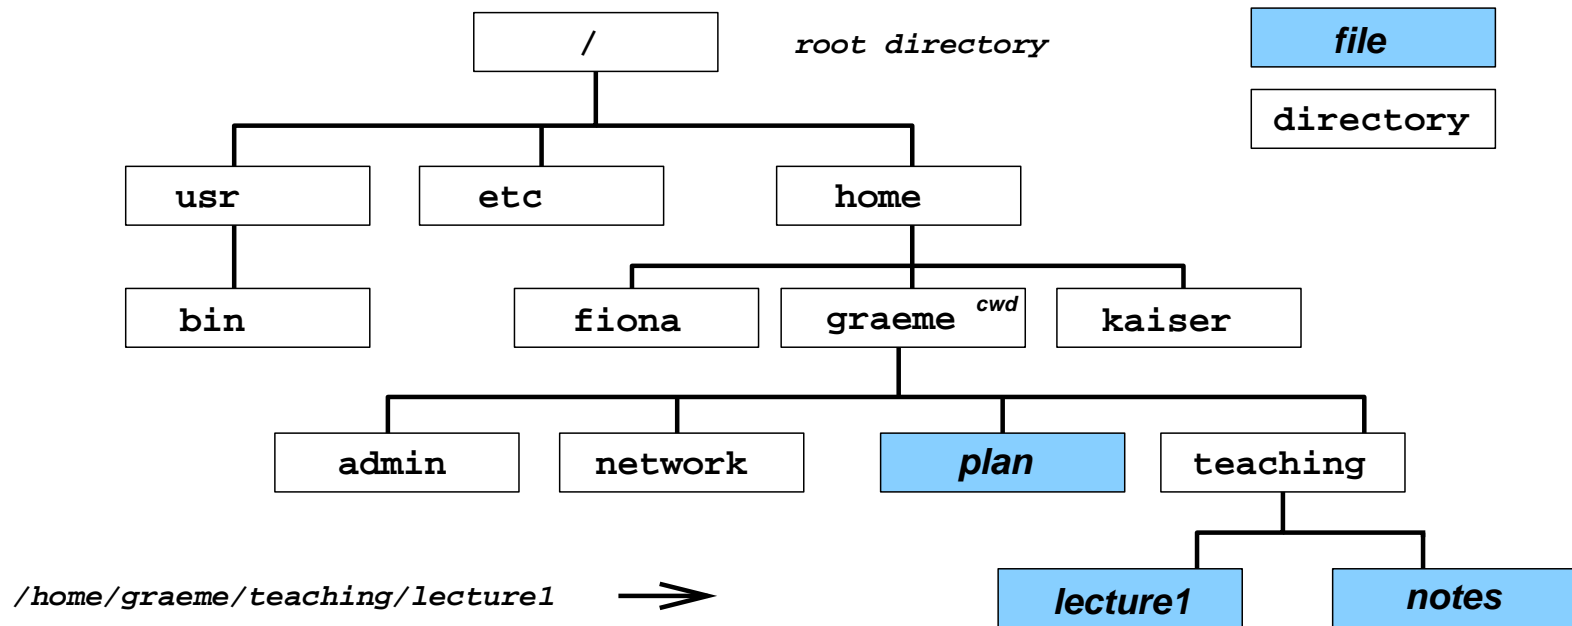 /
root directory
file
directory
usr
etc
home
bin
fiona
graeme
cwd
kaiser
admin
network
plan
teaching
/home/graeme/teaching/lecture1
lecture1
notes